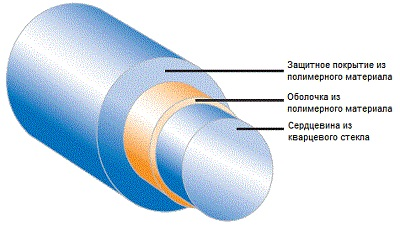 Защитное покрытие из
полимерного материала
Оболочка из
полимерного материала
Сердцевина из
кварцевого стекла